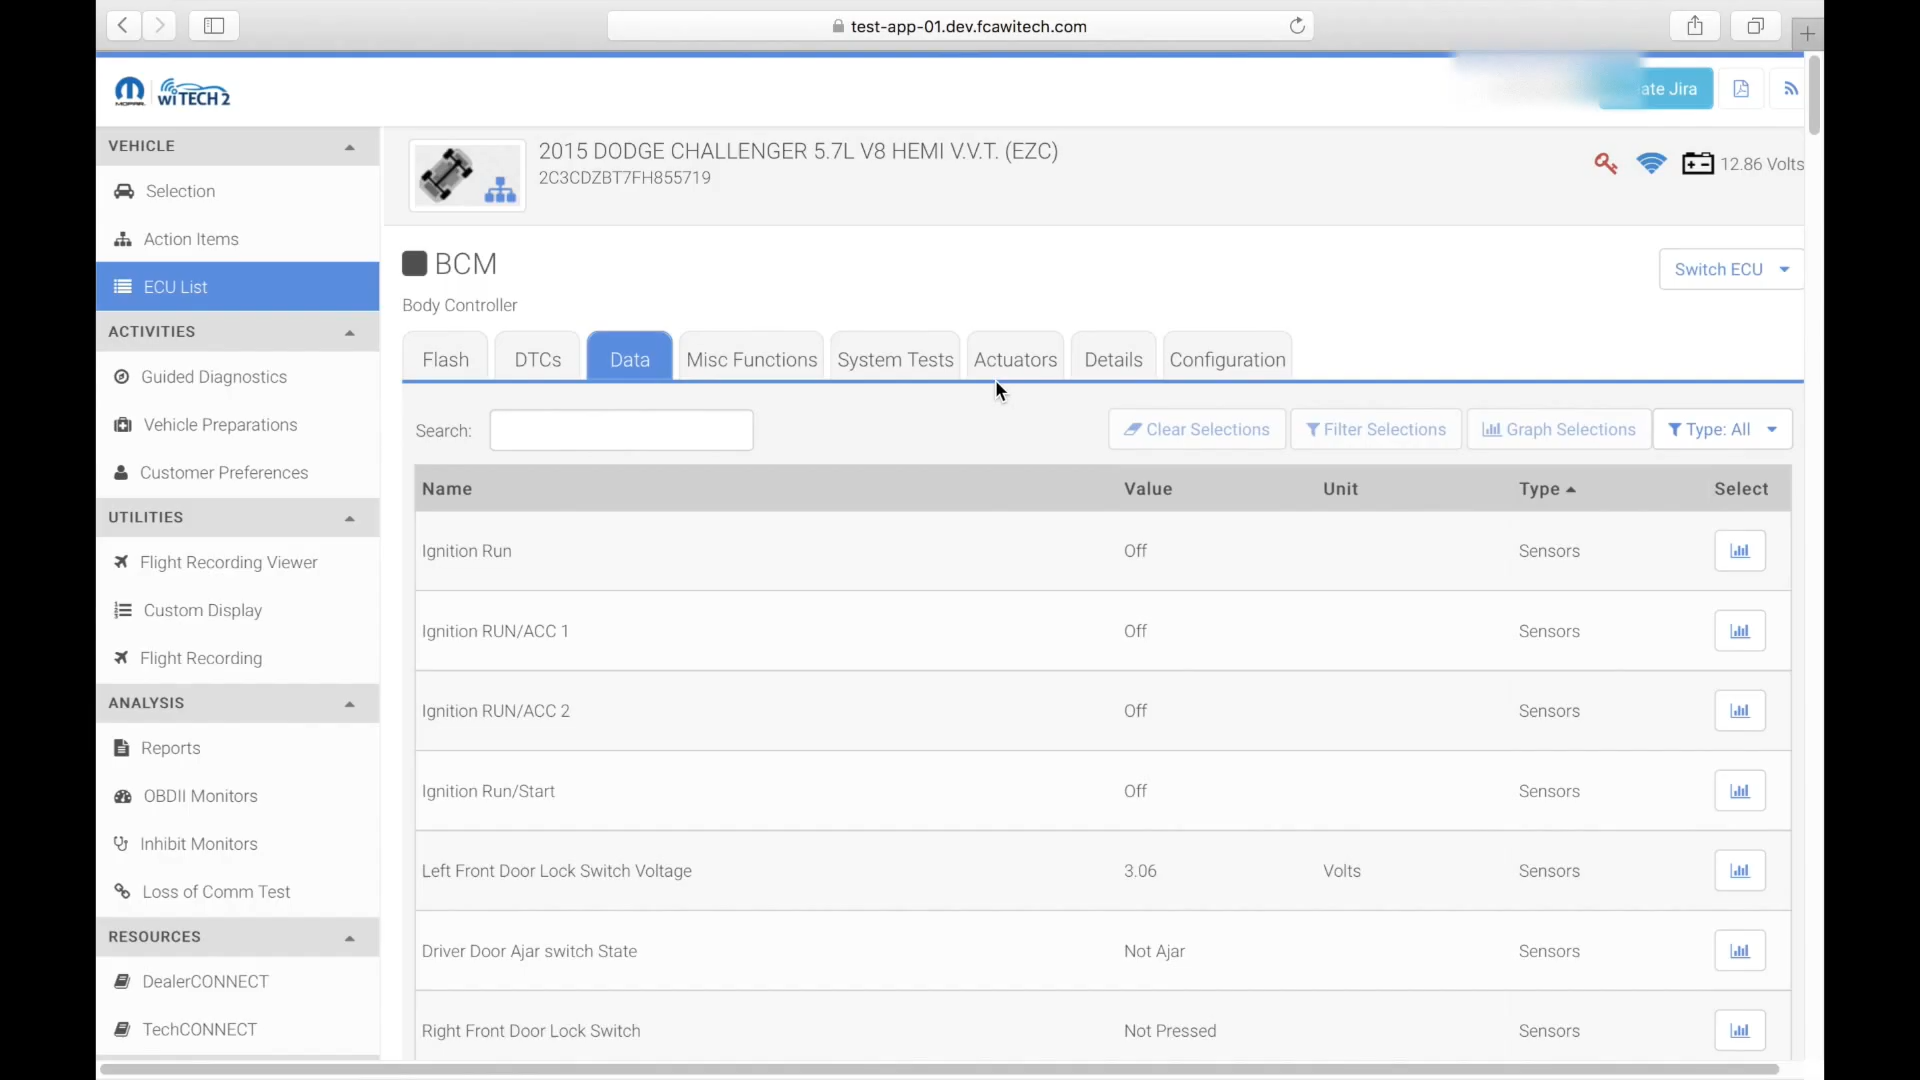 test-app-01.dev.fcawitech.com
MOPAR wiTECH 2
ate Jira
VEHICLE
Selection
Action Items
ECU List
ACTIVITIES
Guided Diagnostics
Vehicle Preparations
Customer Preferences
UTILITIES
Flight Recording Viewer
Custom Display
Flight Recording
ANALYSIS
Reports
OBDII Monitors
Inhibit Monitors
Loss of Comm Test
RESOURCES
DealerCONNECT
TechCONNECT
2015 DODGE CHALLENGER 5.7L V8 HEMI V.V.T. (EZC)
2C3CDZBT7FH855719
12.86 Volts
BCM
Switch ECU
Body Controller
Flash DTCs Data Misc Functions System Tests Actuators Details Configuration
Search: Clear Selections Filter Selections Graph Selections Type: All
Name Value Unit Type Select
Ignition Run Off Sensors
Ignition RUN/ACC 1 Off Sensors
Ignition RUN/ACC 2 Off Sensors
Ignition Run/Start Off Sensors
Left Front Door Lock Switch Voltage 3.06 Volts Sensors
Driver Door Ajar switch State Not Ajar Sensors
Right Front Door Lock Switch Not Pressed Sensors